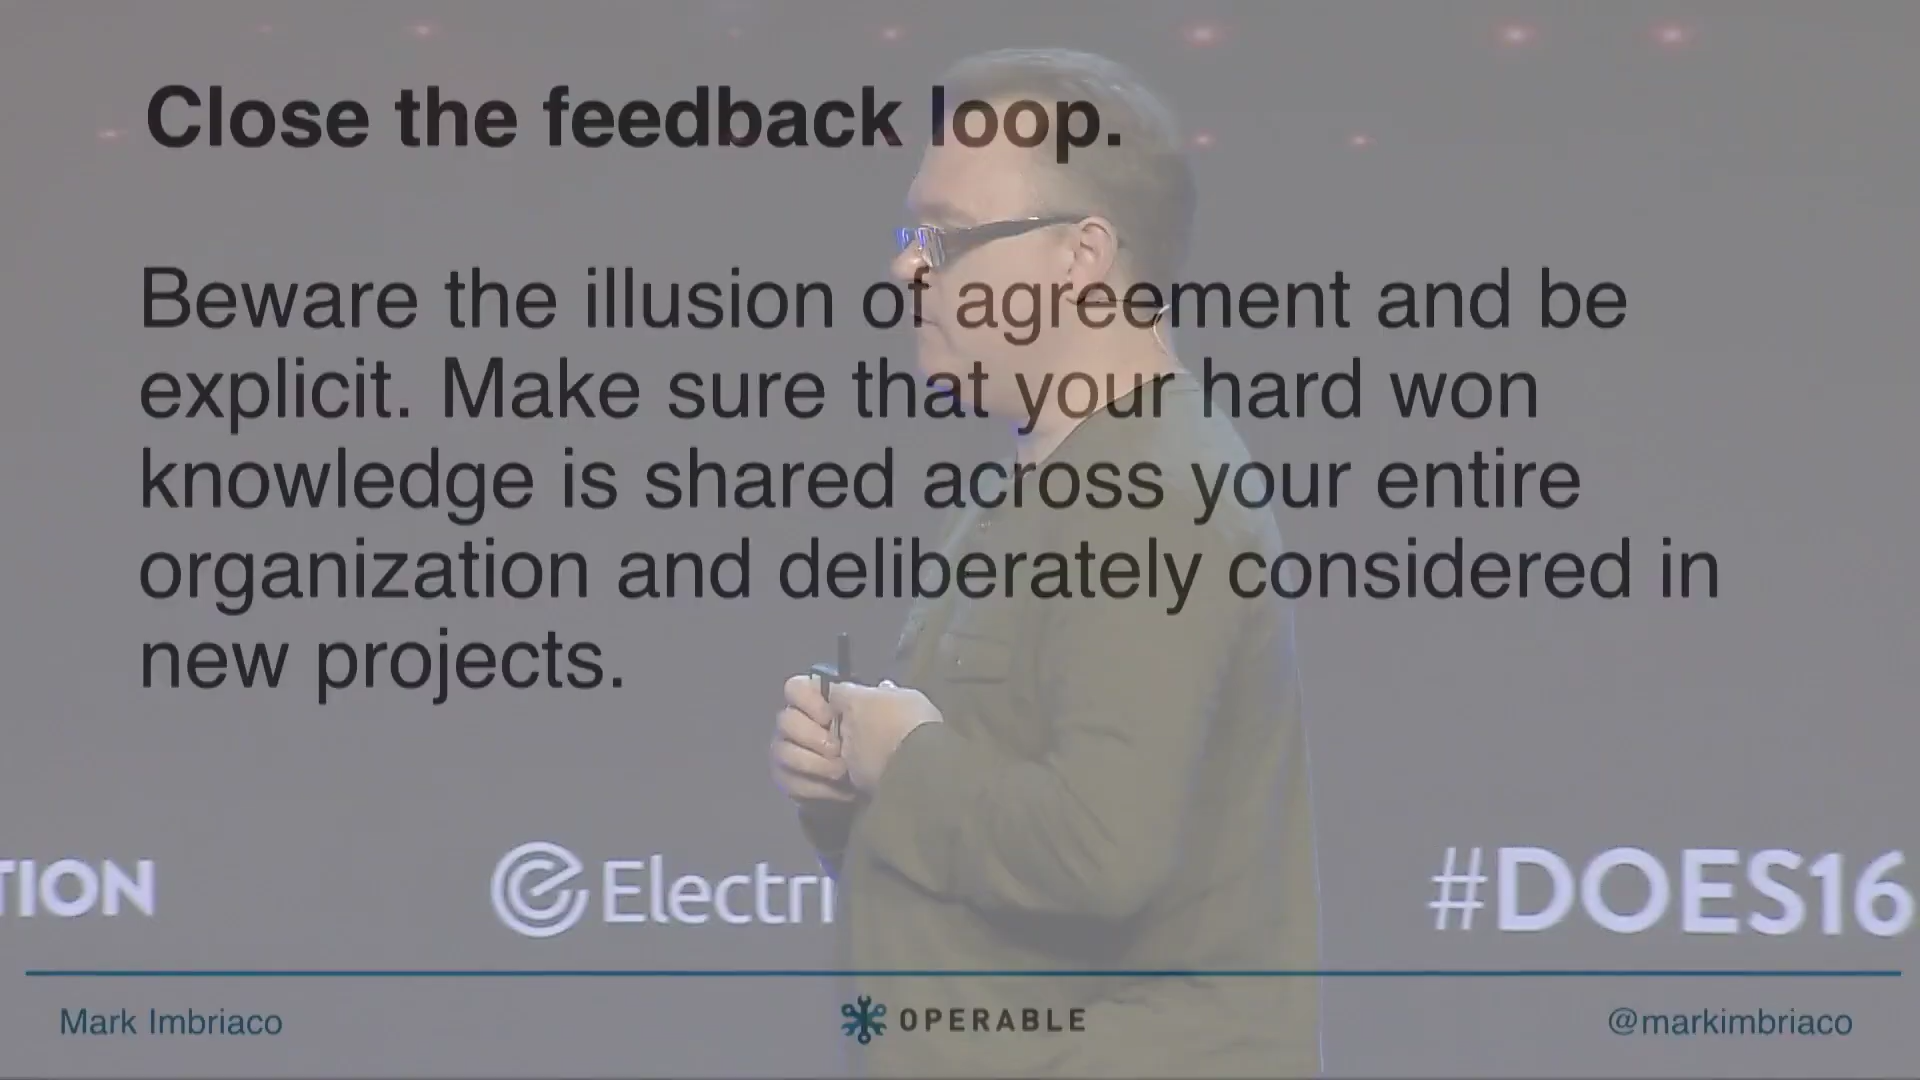 Close the feedback loop.
Beware the illusion of agreement and be
explicit. Make sure that your hard won
knowledge is shared across your entire
organization and deliberately considered in
new projects.
TION
Electri
#DOES16
Mark Imbriaco
OPERABLE
@markimbriaco